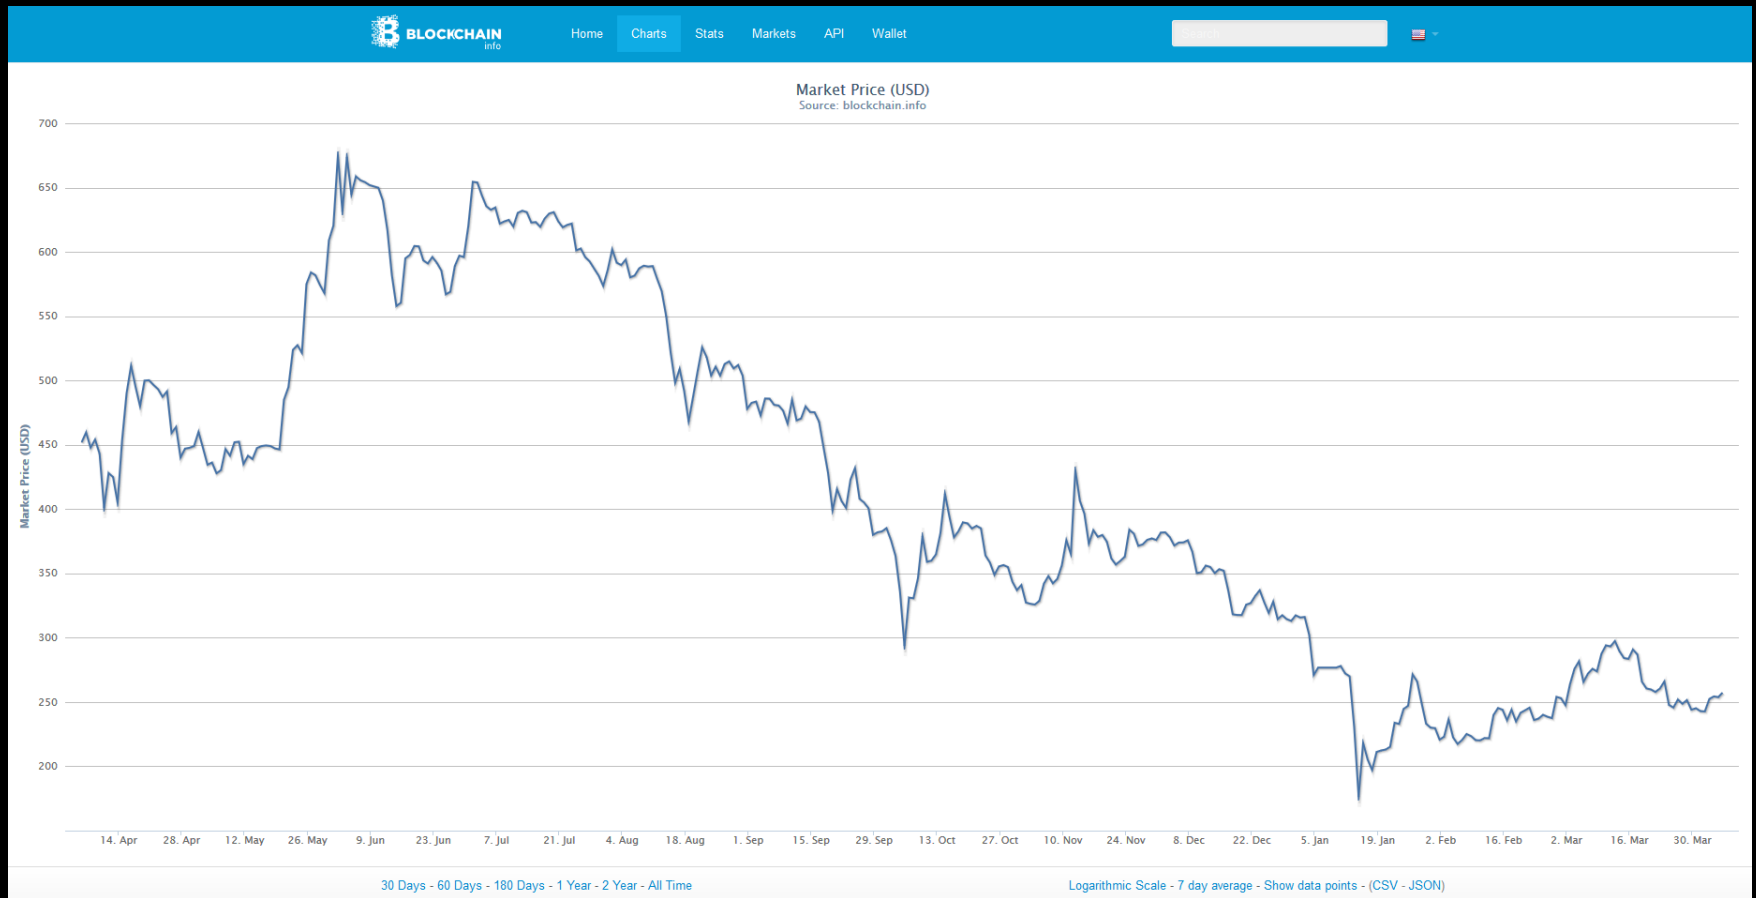 BLOCKCHAIN info Home Charts Stats Markets API Wallet Search
Market Price (USD)
Source: blockchain.info
Market Price (USD)
700
650
600
550
500
450
400
350
300
250
200
14. Apr 28. Apr 12. May 26. May 9. Jun 23. Jun 7. Jul 21. Jul 4. Aug 18. Aug 1. Sep 15. Sep 29. Sep 13. Oct 27. Oct 10. Nov 24. Nov 8. Dec 22. Dec 5. Jan 19. Jan 2. Feb 16. Feb 2. Mar 16. Mar 30. Mar
30 Days - 60 Days - 180 Days - 1 Year - 2 Year - All Time Logarithmic Scale - 7 day average - Show data points - (CSV - JSON)